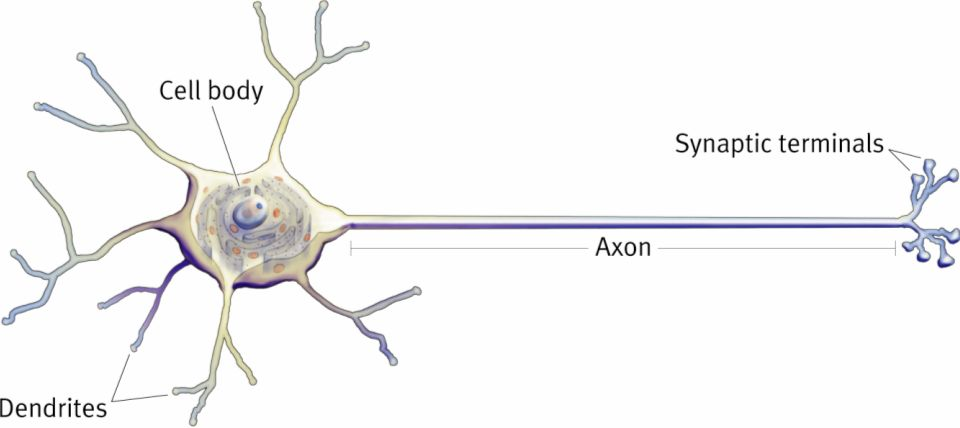 Cell body
Synaptic terminals
Axon
Dendrites